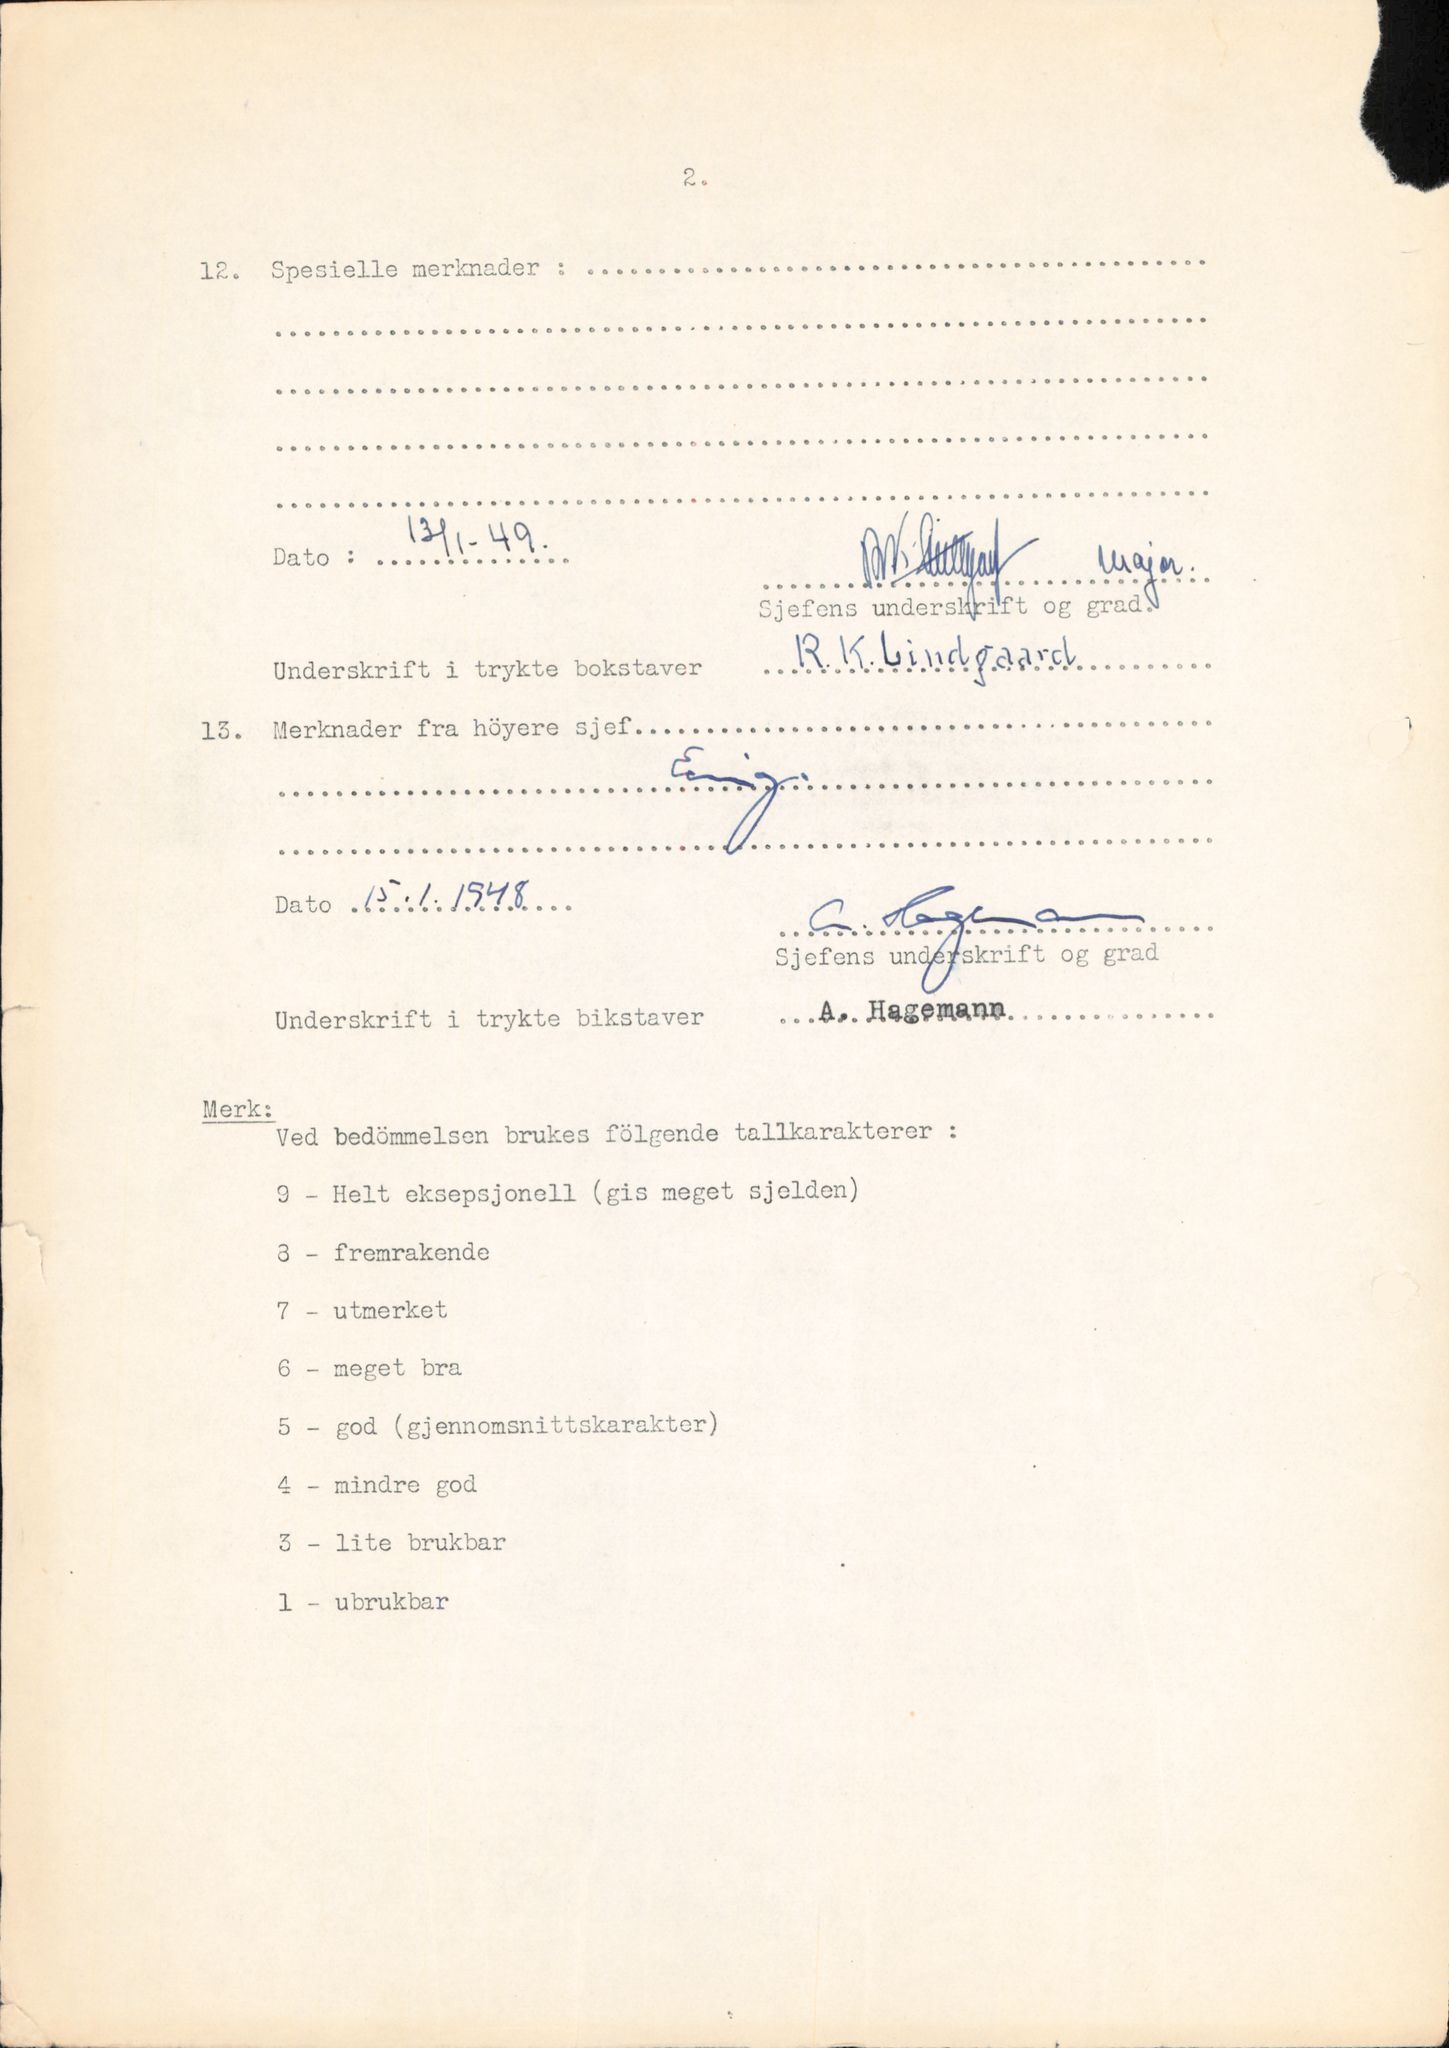 2.
12. Spesielle merknader :
Dato : 13/1-49.
major.
Sjefens underskrift og grad.
Underskrift i trykte bokstaver R. K. Lindgaard
13. Merknader fra höyere sjef
Enig.
Dato 15.1.1948
A. Hagemann
Sjefens underskrift og grad
Underskrift i trykte bikstaver A. Hagemann
Merk:
Ved bedömmelsen brukes fölgende tallkarakterer :
9 - Helt eksepsjonell (gis meget sjelden)
8 - fremrakende
7 - utmerket
6 - meget bra
5 - god (gjennomsnittskarakter)
4 - mindre god
3 - lite brukbar
1 - ubrukbar